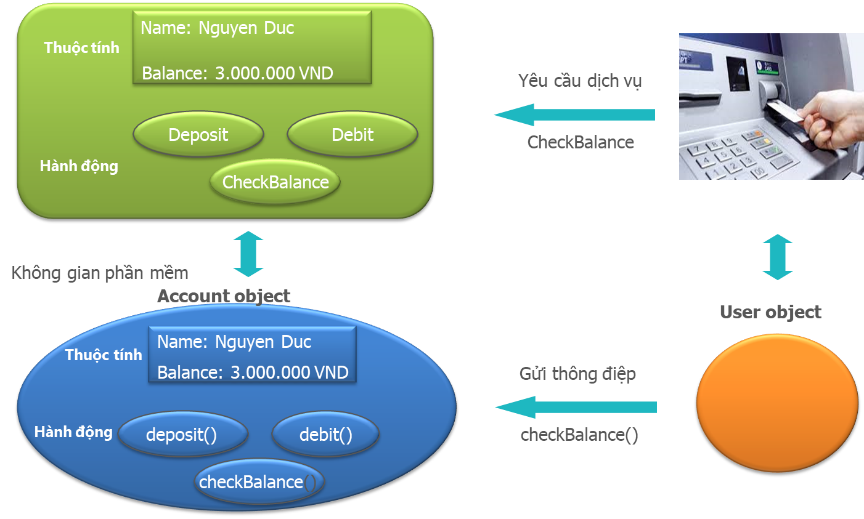 Name: Nguyen Duc
Thuộc tính
Balance: 3.000.000 VND
Deposit
Debit
Hành động
CheckBalance
Yêu cầu dịch vụ
CheckBalance
Không gian phần mềm
Account object
Thuộc tính
Name: Nguyen Duc
Balance: 3.000.000 VND
Hành động
deposit()
debit()
checkBalance()
User object
Gửi thông điệp
checkBalance()